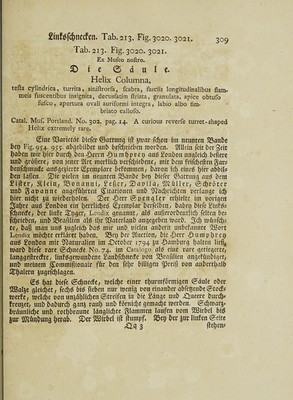 Linksschnecken. Tab. 213. Fig. 3020. 3021. 309
Tab. 213. Fig. 3020. 3021.
Ex Museo nostro.
Die Säule.
Helix Columna,
testa cylindrica, turrita, sinistrorsa, scabra, fasciis longitudinalibus flam-
meis fuscentibus insignita, decussatim striata, granulata, apice obtuso
fusco, apertura ovali auriformi integra, labio albo fim-
briato calloso.
Catal. Mus. Portland. No. 302. pag. 14. A curious reverse turret-shaped
Helix extremely rare.
Eine Varietät dieser Gattung ist zwar schon im neunten Bande
bey Fig. 954. 955. abgebildet und beschrieben worden. Allein seit der Zeit
haben wir hier durch den Herrn Humphrey aus London ungleich bessere
und größere, von jener Art merklich verschiedene, mit den frischesten Far-
benschmuck ausgezierte Exemplare bekommen, davon ich eines hier abbil-
den lassen. Die vielen im neunten Bande bey dieser Gattung aus dem
Lister, Klein, Bonanni, Lesser, Davila, Müller, Schröter
und Favanne angeführten Citationen und Nachrichten verlange ich
hier nicht zu wiederholen. Der Herr Spengler erhielte im vorigen
Jahre aus London ein herrliches Exemplar derselben, dabey diese Links-
schnecke, der linke Dager, Lendix genannt, als außerordentlich selten be-
schrieben, und Brasilien als ihr Vaterland angegeben ward. Ich wünsch-
te, daß man uns zugleich das mir und vielen andern unbekannte Wort
Lendix möchte erkläret haben. Bey der Auction, die Herr Humphrey
aus London mit Naturalien im October 1794 zu Hamburg halten ließ,
ward diese rare Schnecke No. 74. im Catalogo als eine rare gestreckte,
langgestreckte, linksgewundene Landschnecke von Brasilien angekündiget,
und meinem Commissionair für den sehr billigen Preiß von anderthalb
Thalern zugeschlagen.
Es hat diese Schnecke, welche einer thurmförmigen Säule oder
Walze gleichet, sechs bis sieben nur wenig von einander absetzende Stock-
werke, welche von unzähligen Streifen in die Länge und Queere durch-
kreuzet, und dadurch ganz rauh und körnicht gemacht werden. Schwarz-
bräunliche und rothbraune länglicher Flammen laufen vom Wirbel bis
zur Mündung herab. Der Wirbel ist stumpf. Bey der zur linken Seite
Qq 3 stehen-